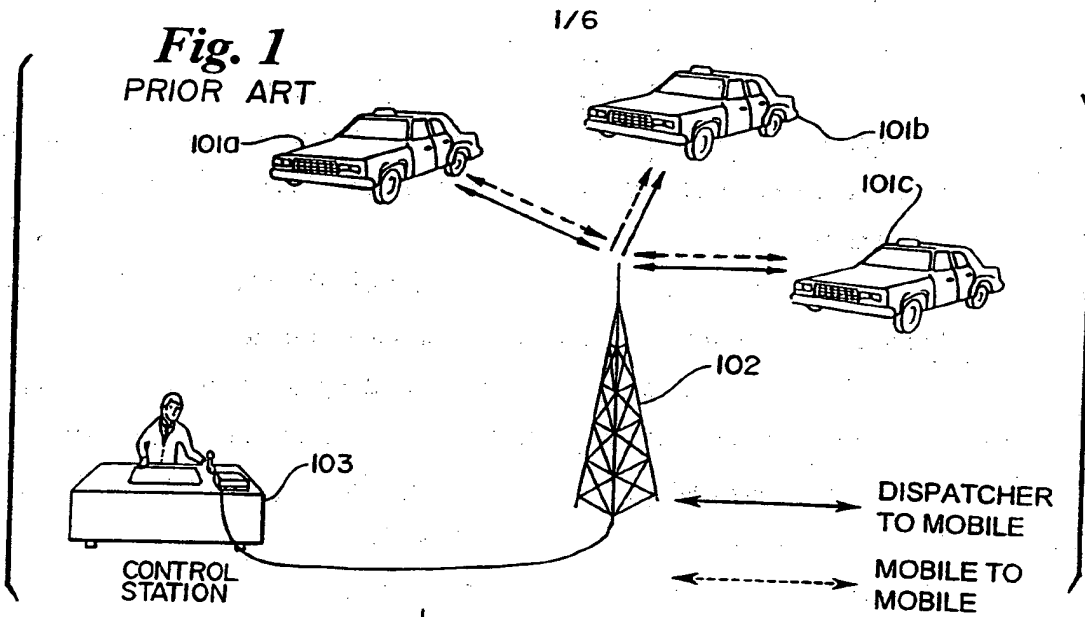 1/6
Fig. 1
PRIOR ART
101a
101b
101c
102
103
CONTROL
STATION
DISPATCHER
TO MOBILE
MOBILE TO
MOBILE